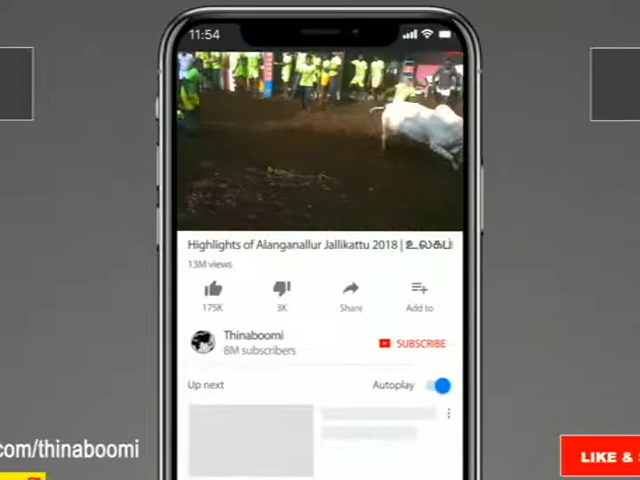 11:54
Highlights of Alanganallur Jallikattu 2018 | உலகப்
13M views
175K
3K
Share
Add to
Thinaboomi
8M subscribers
SUBSCRIBE
Up next
Autoplay
com/thinaboomi
LIKE &